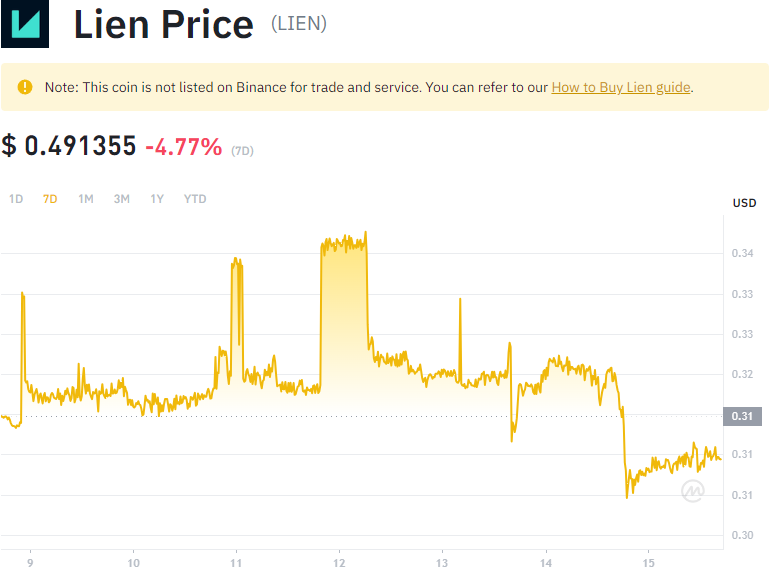 Lien Price (LIEN)
Note: This coin is not listed on Binance for trade and service. You can refer to our How to Buy Lien guide.
$ 0.491355 -4.77% (7D)
1D 7D 1M 3M 1Y YTD
USD
0.34
0.33
0.33
0.32
0.31
0.31
0.31
0.30
9 10 11 12 13 14 15